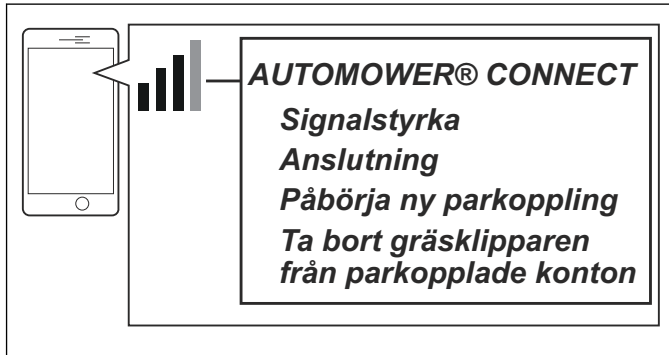 AUTOMOWER® CONNECT
Signalstyrka
Anslutning
Påbörja ny parkoppling
Ta bort gräsklipparen
från parkopplade konton